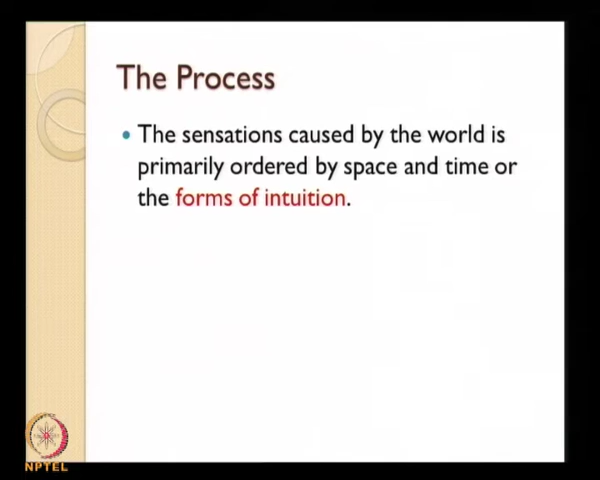 The Process
The sensations caused by the world is
primarily ordered by space and time or
the forms of intuition.
NPTEL